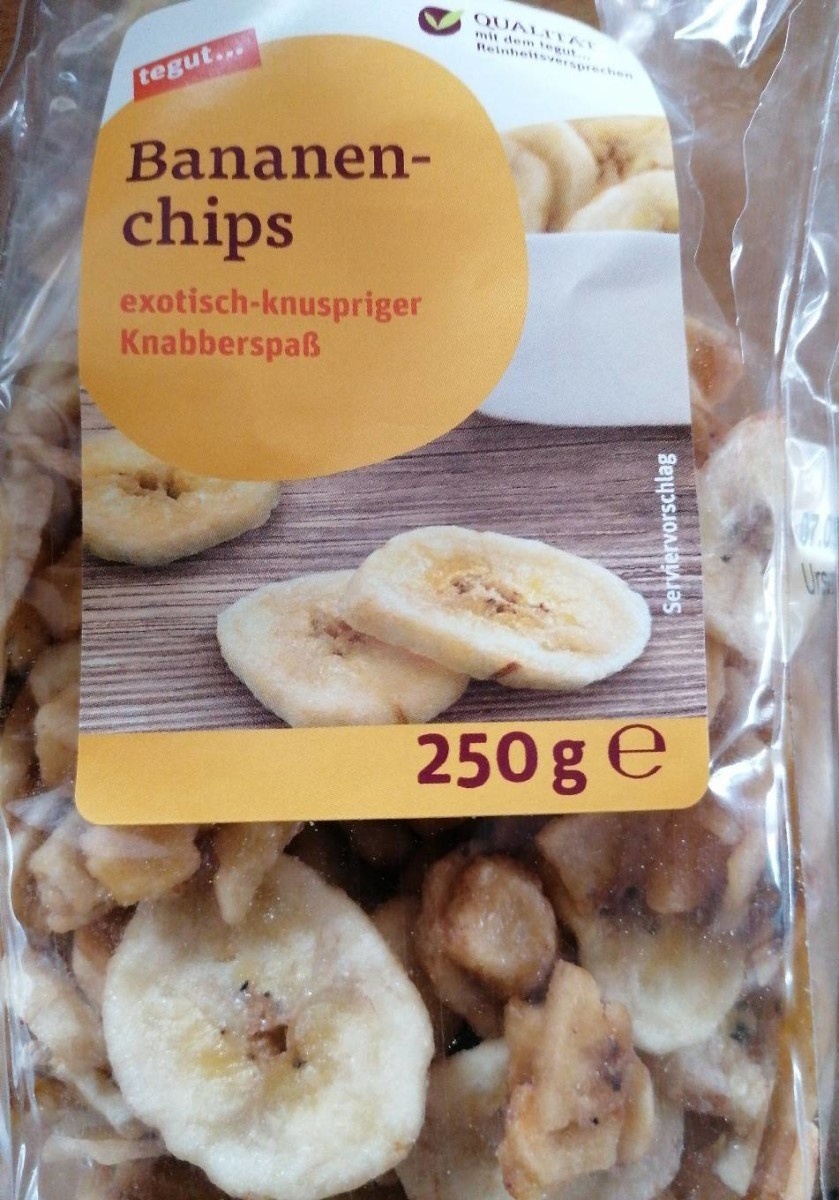 tegut...
QUALITÄT
mit dem tegut...
Reinheitsversprechen
Bananen-
chips
exotisch-knuspriger
Knabberspaß
Serviervorschlag
250 g e